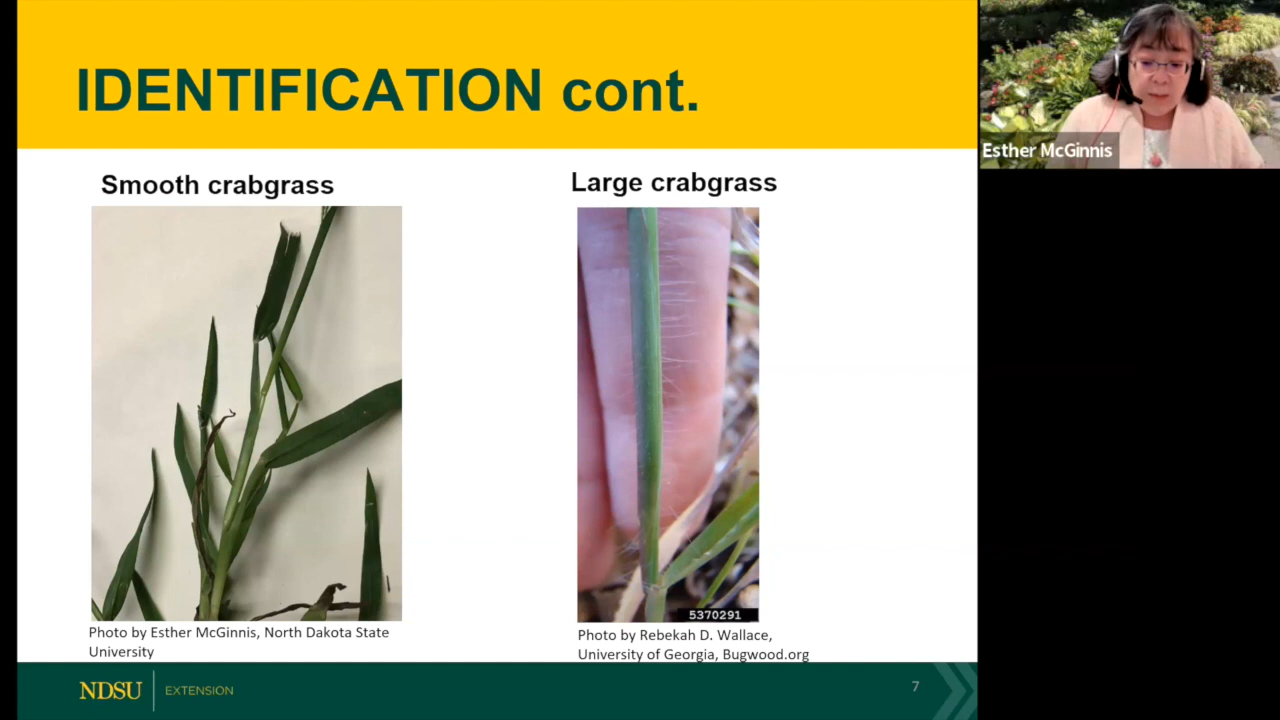 IDENTIFICATION cont.
Esther McGinnis
Smooth crabgrass
Large crabgrass
5370291
Photo by Esther McGinnis, North Dakota State
University
Photo by Rebekah D. Wallace,
University of Georgia, Bugwood.org
NDSU EXTENSION
7